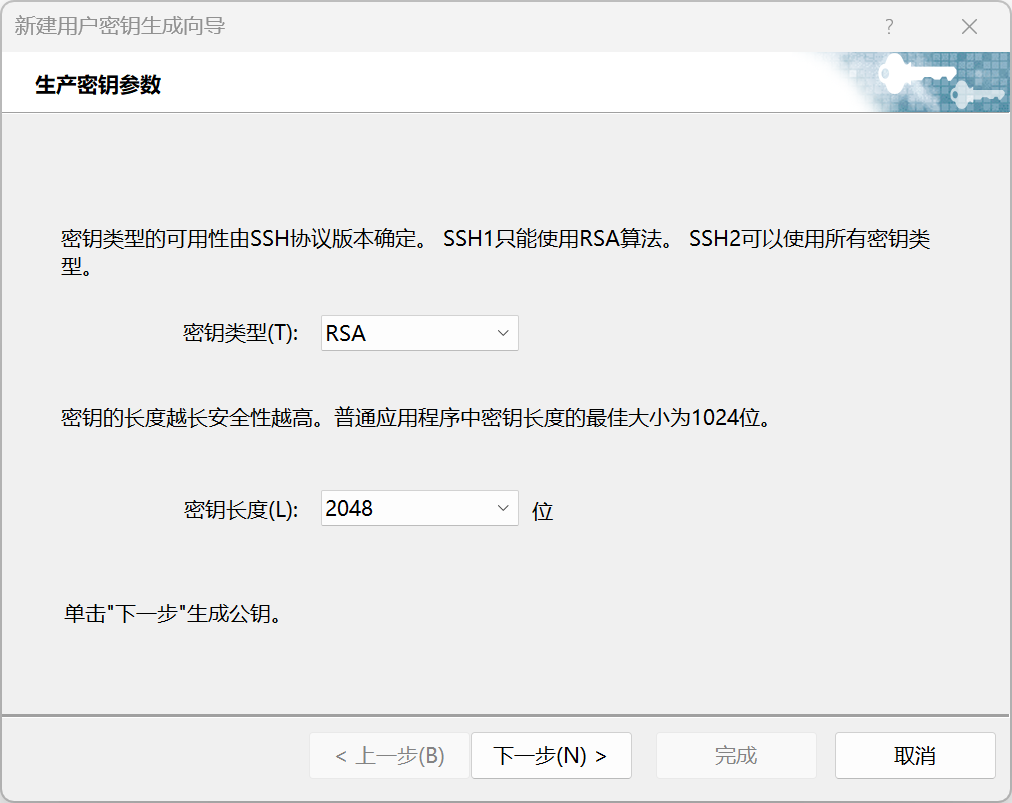 新建用户密钥生成向导
?
生产密钥参数
密钥类型的可用性由SSH协议版本确定。 SSH1只能使用RSA算法。 SSH2可以使用所有密钥类
型。
密钥类型(T): RSA
密钥的长度越长安全性越高。普通应用程序中密钥长度的最佳大小为1024位。
密钥长度(L): 2048 位
单击"下一步"生成公钥。
< 上一步(B) 下一步(N) > 完成 取消